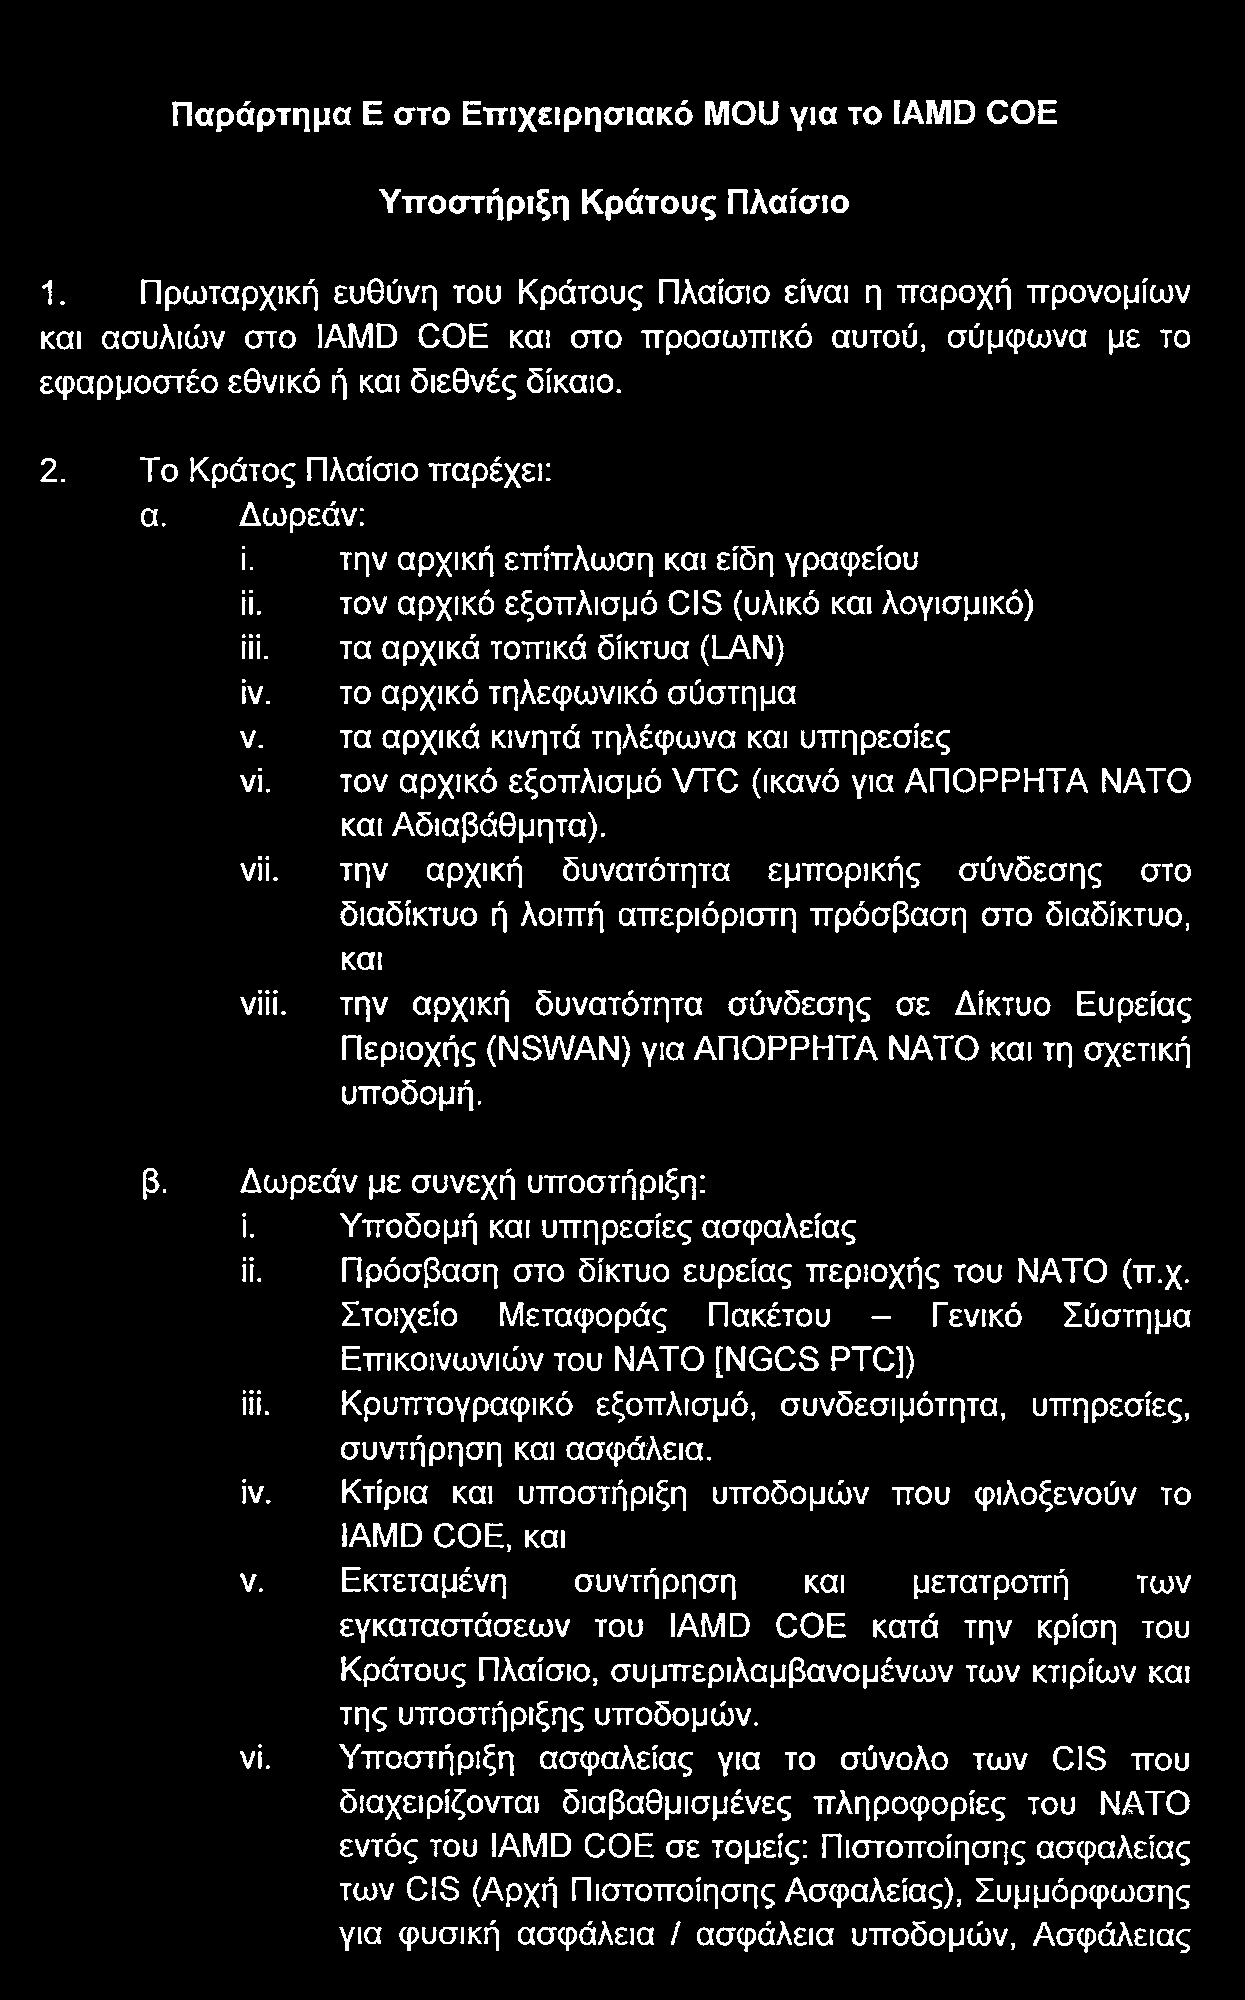 Παράρτημα Ε στο Επιχειρησιακό MOU για το IAMD COE
Υποστήριξη Κράτους Πλαίσιο
1. Πρωταρχική ευθύνη του Κράτους Πλαίσιο είναι η παροχή προνομίων
και ασυλιών στο IAMD COE και στο προσωπικό αυτού, σύμφωνα με το
εφαρμοστέο εθνικό ή και διεθνές δίκαιο.
2. Το Κράτος Πλαίσιο παρέχει:
α. Δωρεάν:
i. την αρχική επίπλωση και είδη γραφείου
ii. τον αρχικό εξοπλισμό CIS (υλικό και λογισμικό)
iii. τα αρχικά τοπικά δίκτυα (LAN)
iv. το αρχικό τηλεφωνικό σύστημα
v. τα αρχικά κινητά τηλέφωνα και υπηρεσίες
vi. τον αρχικό εξοπλισμό VTC (ικανό για ΑΠΟΡΡΗΤΑ ΝΑΤΟ
και Αδιαβάθμητα).
vii. την αρχική δυνατότητα εμπορικής σύνδεσης στο
διαδίκτυο ή λοιπή απεριόριστη πρόσβαση στο διαδίκτυο,
και
viii. την αρχική δυνατότητα σύνδεσης σε Δίκτυο Ευρείας
Περιοχής (NSWAN) για ΑΠΟΡΡΗΤΑ ΝΑΤΟ και τη σχετική
υποδομή.
β. Δωρεάν με συνεχή υποστήριξη:
i. Υποδομή και υπηρεσίες ασφαλείας
ii. Πρόσβαση στο δίκτυο ευρείας περιοχής του ΝΑΤΟ (π.χ.
Στοιχείο Μεταφοράς Πακέτου – Γενικό Σύστημα
Επικοινωνιών του ΝΑΤΟ [NGCS PTC])
iii. Κρυπτογραφικό εξοπλισμό, συνδεσιμότητα, υπηρεσίες,
συντήρηση και ασφάλεια.
iv. Κτίρια και υποστήριξη υποδομών που φιλοξενούν το
IAMD COE, και
v. Εκτεταμένη συντήρηση και μετατροπή των
εγκαταστάσεων του IAMD COE κατά την κρίση του
Κράτους Πλαίσιο, συμπεριλαμβανομένων των κτιρίων και
της υποστήριξης υποδομών.
vi. Υποστήριξη ασφαλείας για το σύνολο των CIS που
διαχειρίζονται διαβαθμισμένες πληροφορίες του ΝΑΤΟ
εντός του IAMD COE σε τομείς: Πιστοποίησης ασφαλείας
των CIS (Αρχή Πιστοποίησης Ασφαλείας), Συμμόρφωσης
για φυσική ασφάλεια / ασφάλεια υποδομών, Ασφάλειας